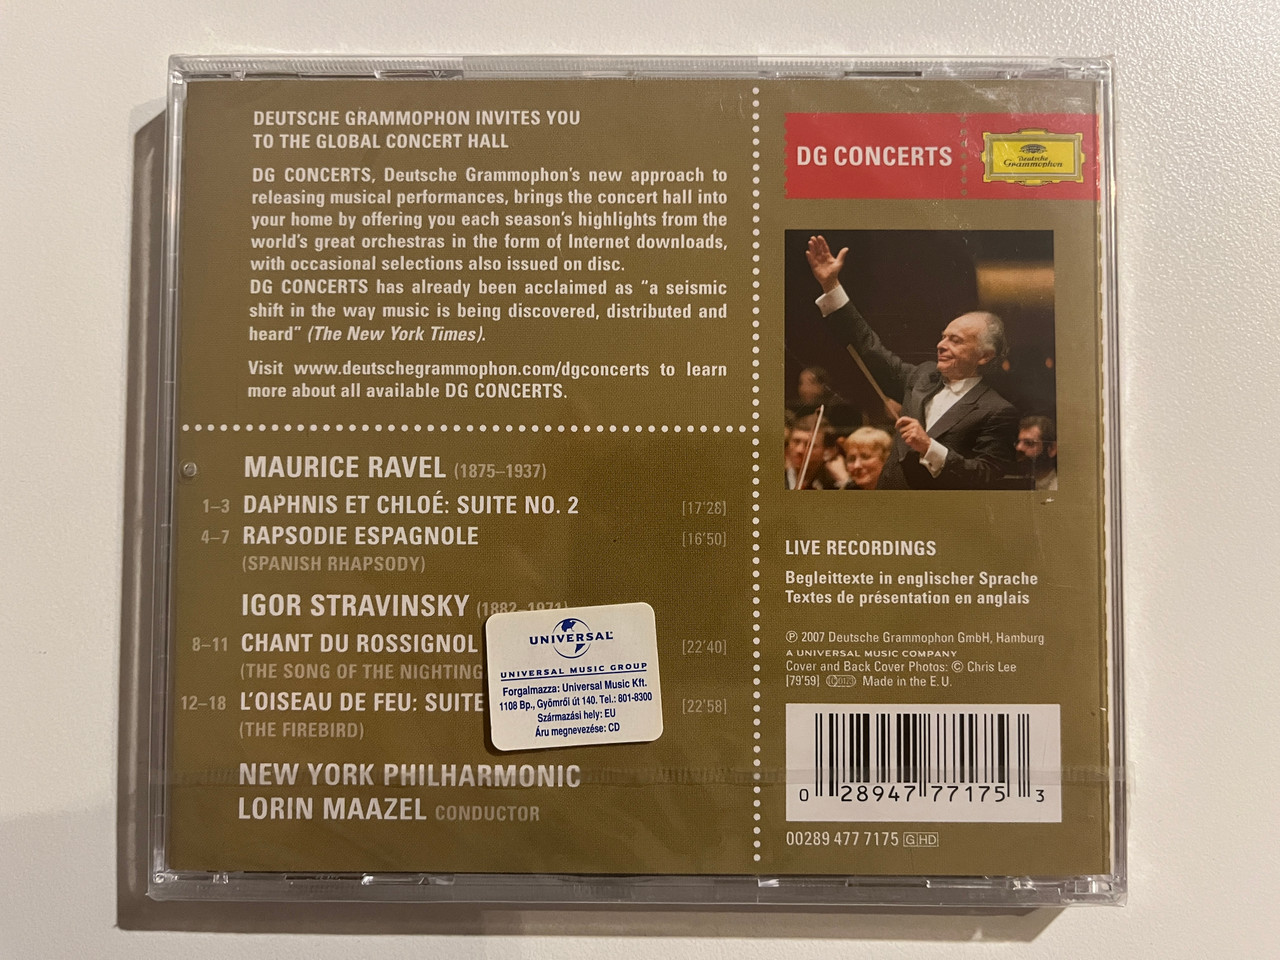 DEUTSCHE GRAMMOPHON INVITES YOU
TO THE GLOBAL CONCERT HALL
DG CONCERTS, Deutsche Grammophon's new approach to
releasing musical performances, brings the concert hall into
your home by offering you each season's highlights from the
world's great orchestras in the form of Internet downloads,
with occasional selections also issued on disc.
DG CONCERTS has already been acclaimed as "a seismic
shift in the way music is being discovered, distributed and
heard" (The New York Times).
Visit www.deutschegrammophon.com/dgconcerts to learn
more about all available DG CONCERTS.
MAURICE RAVEL (1875–1937)
1–3 DAPHNIS ET CHLOÉ: SUITE NO. 2 [17'28]
4–7 RAPSODIE ESPAGNOLE [16'50]
(SPANISH RHAPSODY)
IGOR STRAVINSKY (1882–1971)
8–11 CHANT DU ROSSIGNOL [22'40]
(THE SONG OF THE NIGHTING
12–18 L'OISEAU DE FEU: SUITE [22'58]
(THE FIREBIRD)
NEW YORK PHILHARMONIC
LORIN MAAZEL CONDUCTOR
UNIVERSAL
UNIVERSAL MUSIC GROUP
Forgalmazza: Universal Music Kft.
1108 Bp., Gyömrői út 140. Tel.: 801-8300
Származási hely: EU
Áru megnevezése: CD
DG CONCERTS
Deutsche
Grammophon
LIVE RECORDINGS
Begleittexte in englischer Sprache
Textes de présentation en anglais
℗ 2007 Deutsche Grammophon GmbH, Hamburg
A UNIVERSAL MUSIC COMPANY
Cover and Back Cover Photos: © Chris Lee
[79'59] Made in the E.U.
0 28947 77175 3
00289 477 7175 G HD